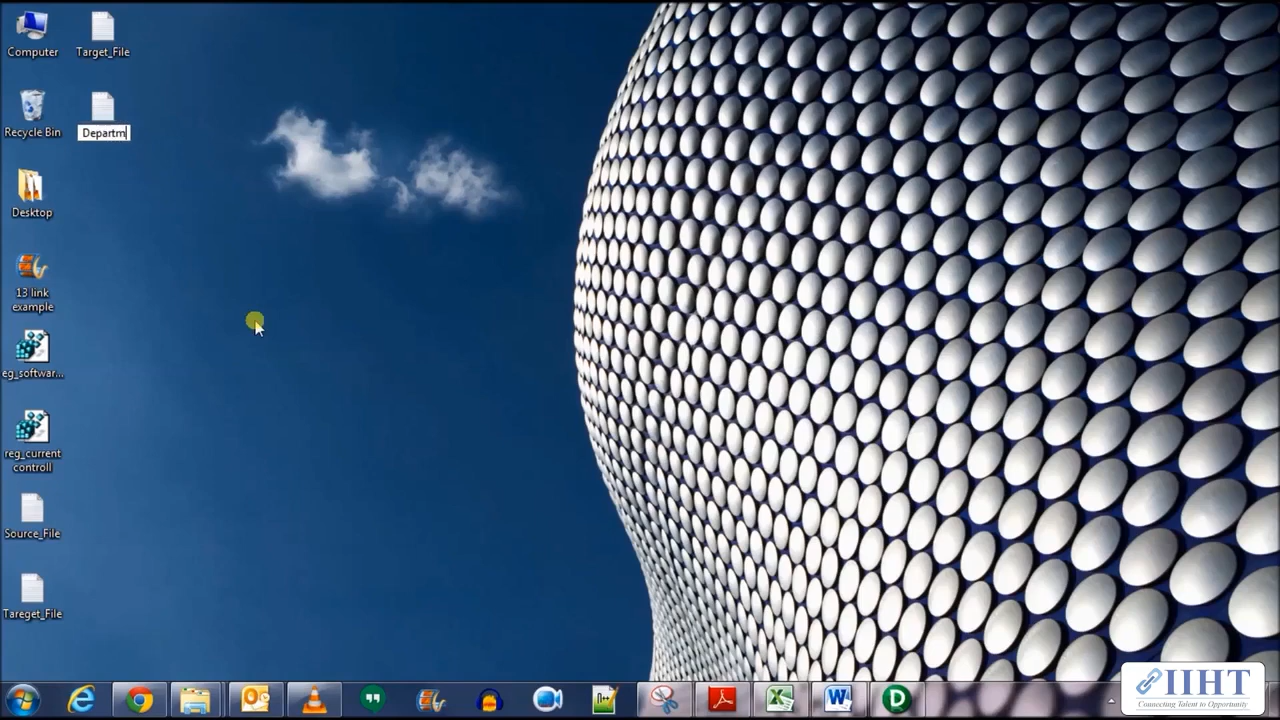 Computer
Target_File
Recycle Bin
Departm
Desktop
13 link
example
eg_softwar...
reg_current
controll
Source_File
Tareget_File
IIHT
Connecting Talent to Opportunity